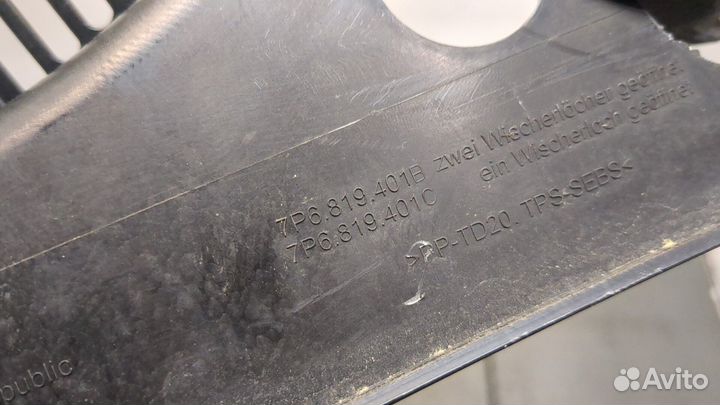 7P6.819.401B zwei Wischerlöcher geöffnet
7P6.819.401C ein Wischerloch geöffnet
>PP-TD20. TPS-SEBS<
public
Avito